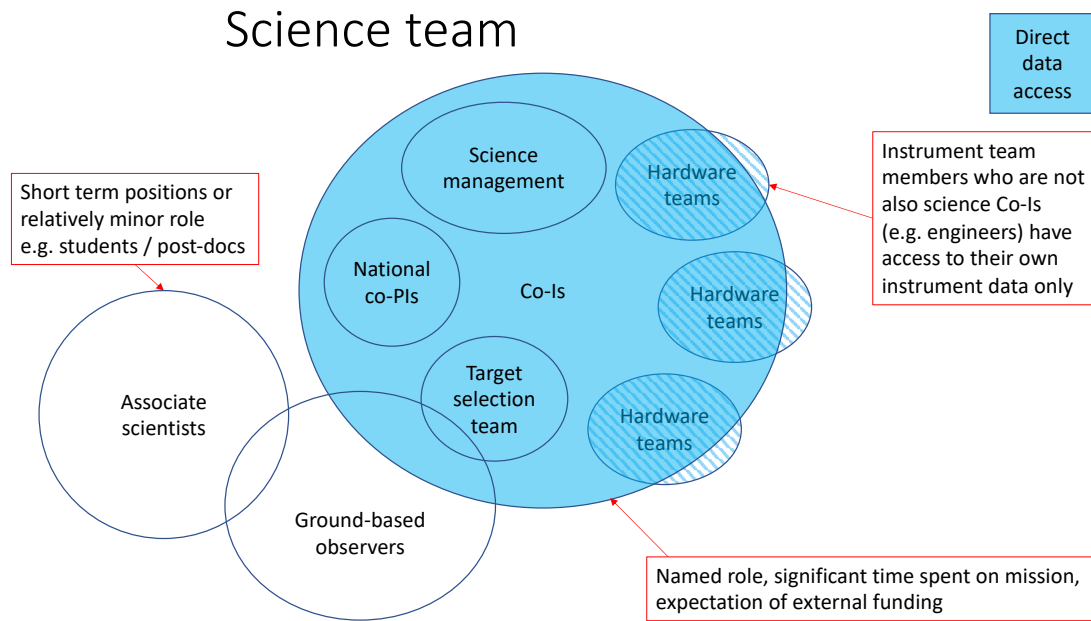 Science team
Direct
data
access
Science
management
Hardware
teams
Instrument team
members who are not
also science Co-Is
(e.g. engineers) have
access to their own
instrument data only
Short term positions or
relatively minor role
e.g. students / post-docs
National
co-PIs
Co-Is
Hardware
teams
Target
selection
team
Hardware
teams
Associate
scientists
Ground-based
observers
Named role, significant time spent on mission,
expectation of external funding